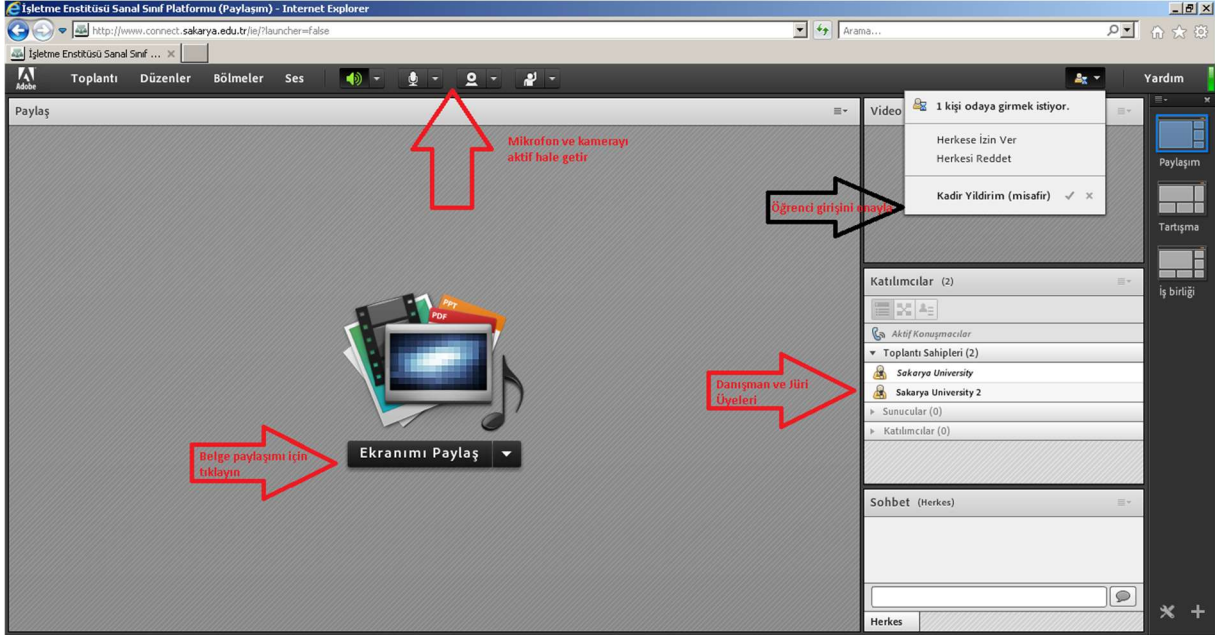 İşletme Enstitüsü Sanal Sınıf Platformu (Paylaşım) - Internet Explorer
http://www.connect.sakarya.edu.tr/ie/?launcher=false
Arama...
İşletme Enstitüsü Sanal Sınıf ...
Adobe
Toplantı Düzenler Bölmeler Ses
Yardım
Paylaş
Video
1 kişi odaya girmek istiyor.
Herkese İzin Ver
Herkesi Reddet
Kadir Yildirim (misafir)
Mikrofon ve kamerayı
aktif hale getir
Öğrenci girişini onayla
Paylaşım
Tartışma
İş birliği
Katılımcılar (2)
Aktif Konuşmacılar
Toplantı Sahipleri (2)
Sakarya University
Sakarya University 2
Sunucular (0)
Katılımcılar (0)
Danışman ve Jüri
Üyeleri
PPT
PDF
Ekranımı Paylaş
Belge paylaşımı için
tıklayın
Sohbet (Herkes)
Herkes